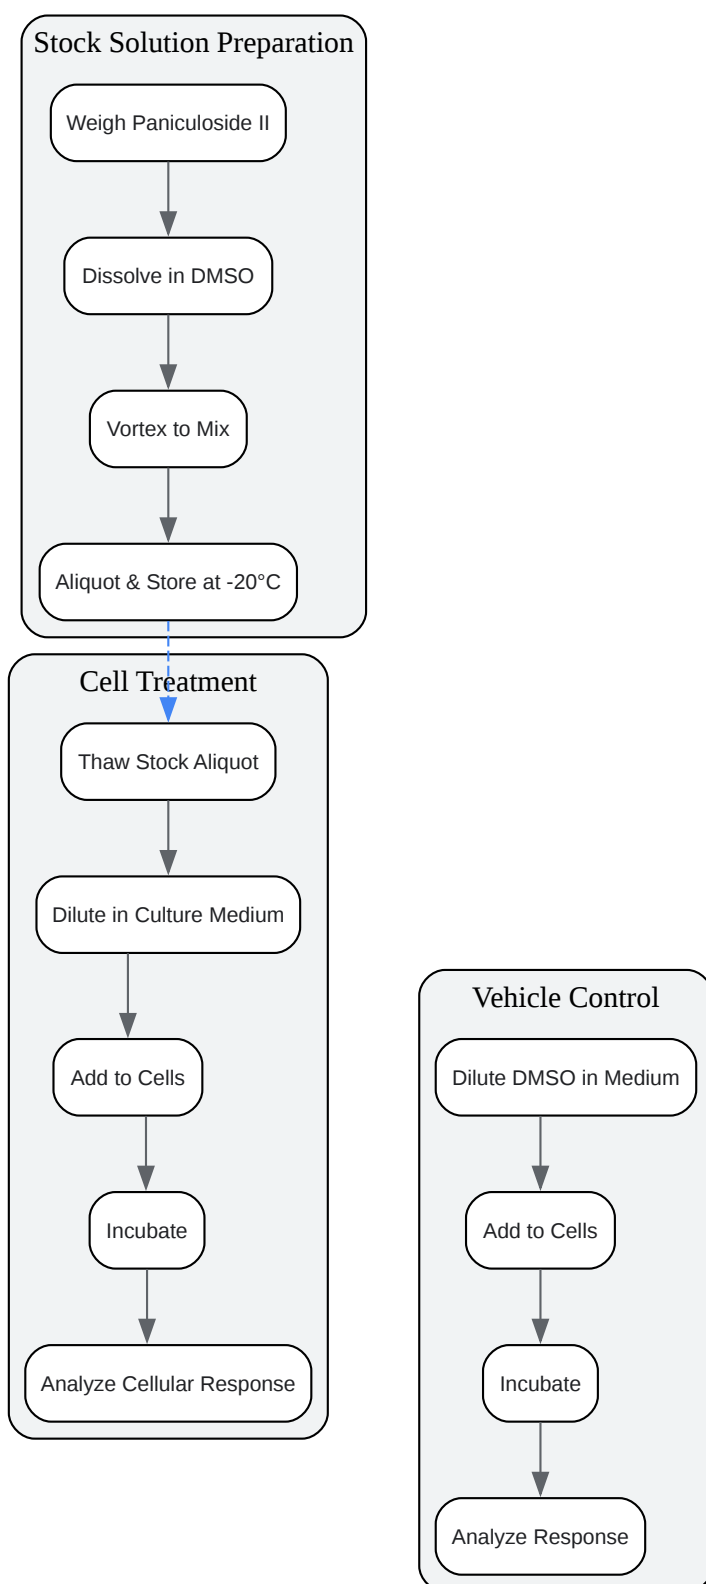 Stock Solution Preparation
Weigh Paniculoside II
Dissolve in DMSO
Vortex to Mix
Aliquot & Store at -20°C
Cell Treatment
Thaw Stock Aliquot
Dilute in Culture Medium
Add to Cells
Incubate
Analyze Cellular Response
Vehicle Control
Dilute DMSO in Medium
Add to Cells
Incubate
Analyze Response